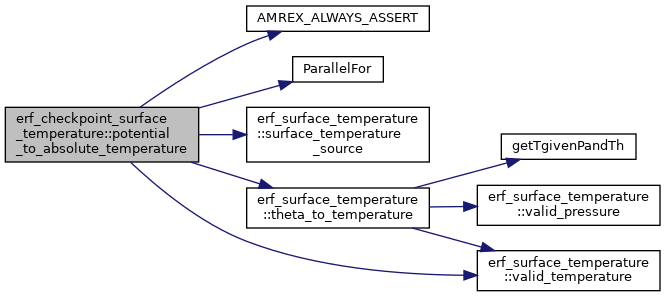 AMREX_ALWAYS_ASSERT
ParallelFor
erf_checkpoint_surface
_temperature::potential
_to_absolute_temperature
erf_surface_temperature
::surface_temperature
_source
getTgivenPandTh
erf_surface_temperature
::theta_to_temperature
erf_surface_temperature
::valid_pressure
erf_surface_temperature
::valid_temperature